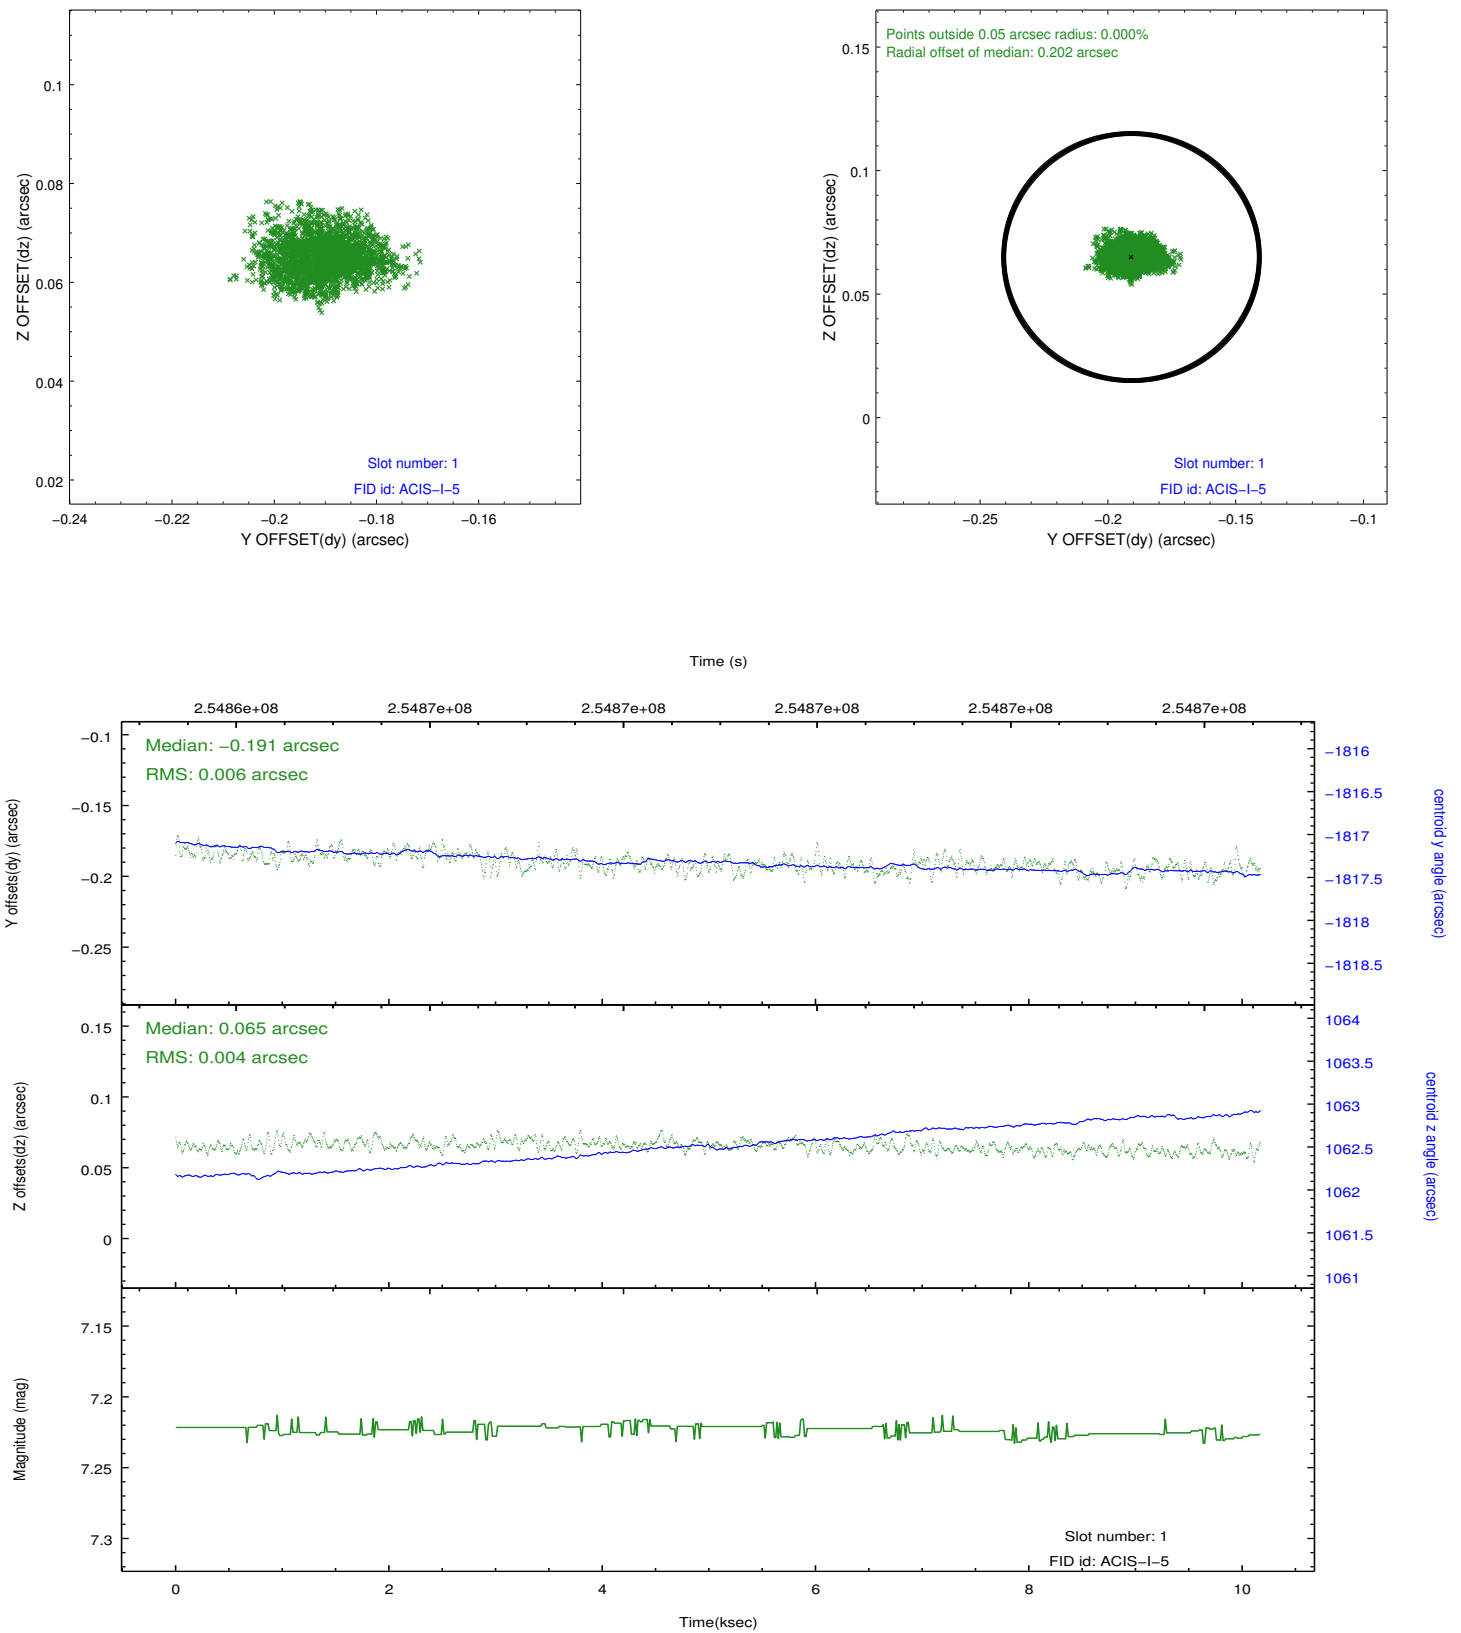 0.1
0.08
0.06
0.04
0.02
Z OFFSET(dz) (arcsec)
Slot number: 1
FID id: ACIS−I−5
−0.24 −0.22 −0.2 −0.18 −0.16
Y OFFSET(dy) (arcsec)
Points outside 0.05 arcsec radius: 0.000%
Radial offset of median: 0.202 arcsec
0.15
0.1
0.05
0
Z OFFSET(dz) (arcsec)
Slot number: 1
FID id: ACIS−I−5
−0.25 −0.2 −0.15 −0.1
Y OFFSET(dy) (arcsec)
Time (s)
2.5486e+08 2.5487e+08 2.5487e+08 2.5487e+08 2.5487e+08 2.5487e+08
Median: −0.191 arcsec
RMS: 0.006 arcsec
−0.1
−0.15
−0.2
−0.25
Y offsets(dy) (arcsec)
−1816
−1816.5
−1817
−1817.5
−1818
−1818.5
centroid y angle (arcsec)
Median: 0.065 arcsec
RMS: 0.004 arcsec
0.15
0.1
0.05
0
Z offsets(dz) (arcsec)
1064
1063.5
1063
1062.5
1062
1061.5
1061
centroid z angle (arcsec)
7.15
7.2
7.25
7.3
Magnitude (mag)
Slot number: 1
FID id: ACIS−I−5
0 2 4 6 8 10
Time(ksec)